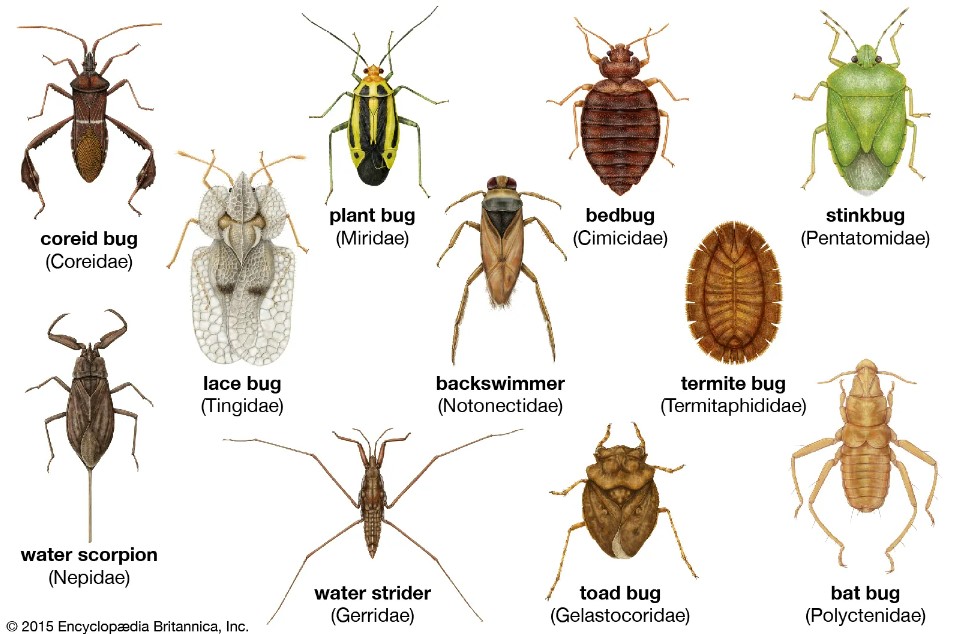 plant bug
(Miridae)
bedbug
(Cimicidae)
stinkbug
(Pentatomidae)
coreid bug
(Coreidae)
lace bug
(Tingidae)
backswimmer
(Notonectidae)
termite bug
(Termitaphididae)
water scorpion
(Nepidae)
water strider
(Gerridae)
toad bug
(Gelastocoridae)
bat bug
(Polyctenidae)
© 2015 Encyclopædia Britannica, Inc.